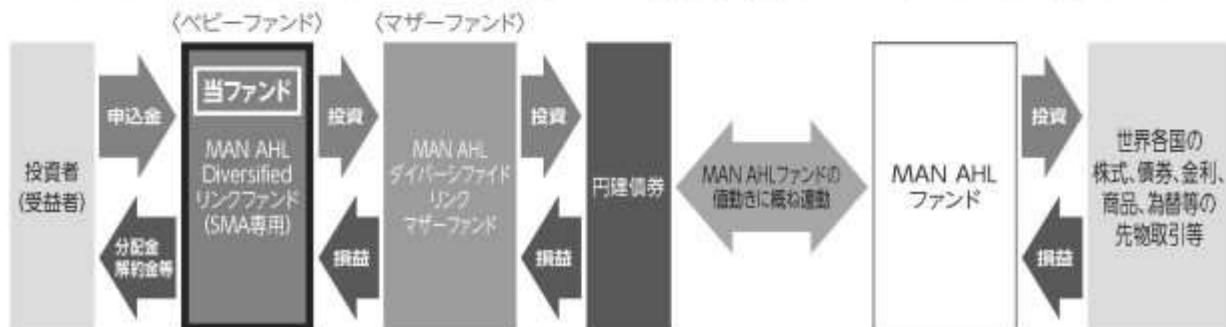 〈ベビーファンド〉
〈マザーファンド〉
投資者
(受益者)
申込金
分配金
解約金等
当ファンド
MAN AHL
Diversified
リンクファンド
(SMA専用)
投資
損益
MAN AHL
ダイバーシファイド
リンク
マザーファンド
投資
損益
円建債券
MAN AHLファンドの
値動きに概ね連動
MAN AHL
ファンド
投資
損益
世界各国の
株式、債券、金利、
商品、為替等の
先物取引等